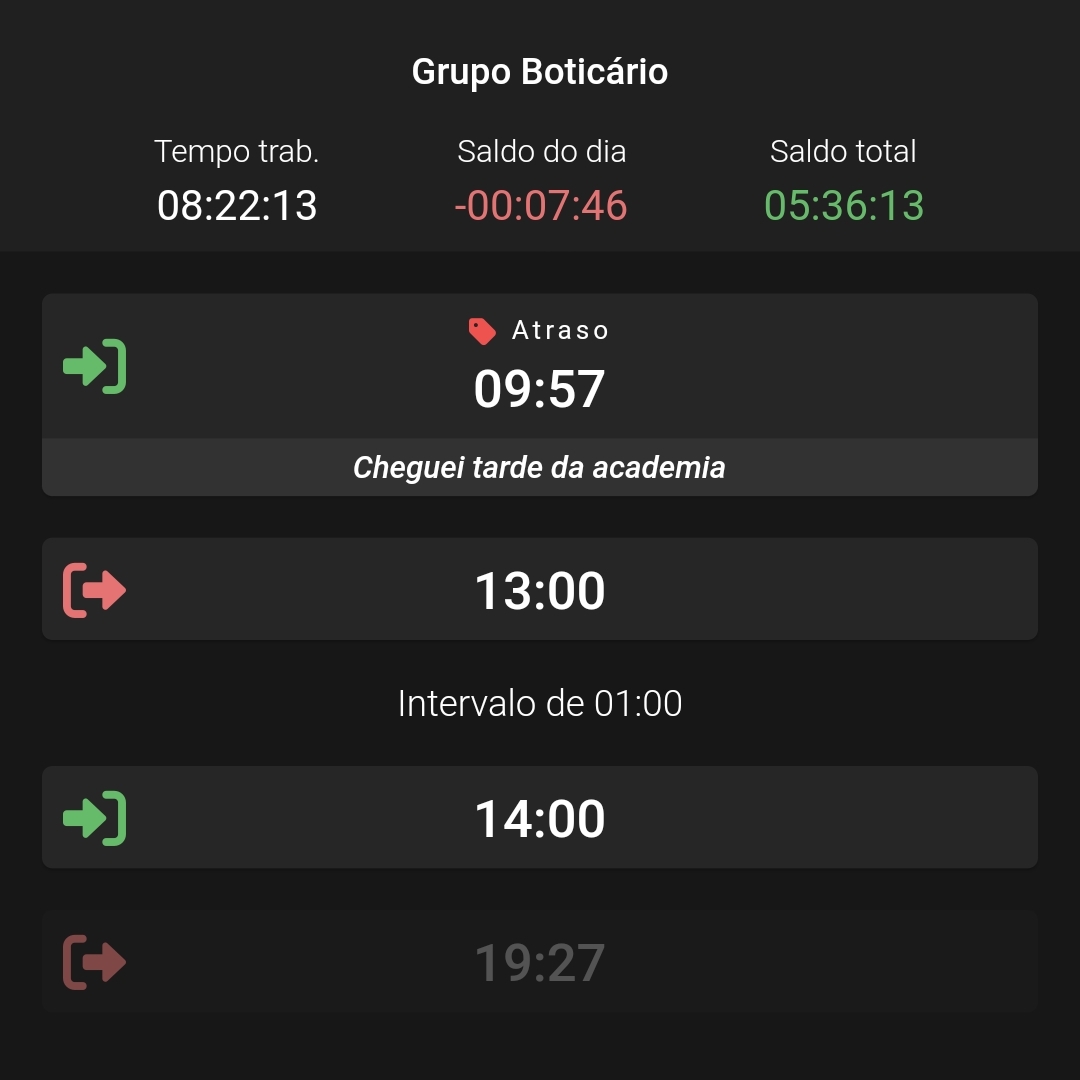 Grupo Boticário
Tempo trab. Saldo do dia Saldo total
08:22:13 -00:07:46 05:36:13
Atraso
09:57
Cheguei tarde da academia
13:00
Intervalo de 01:00
14:00
19:27